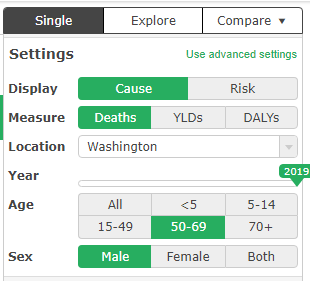 Single Explore Compare ▼
Settings Use advanced settings
Display Cause Risk
Measure Deaths YLDs DALYs
Location Washington
Year 2019
Age All <5 5-14
15-49 50-69 70+
Sex Male Female Both